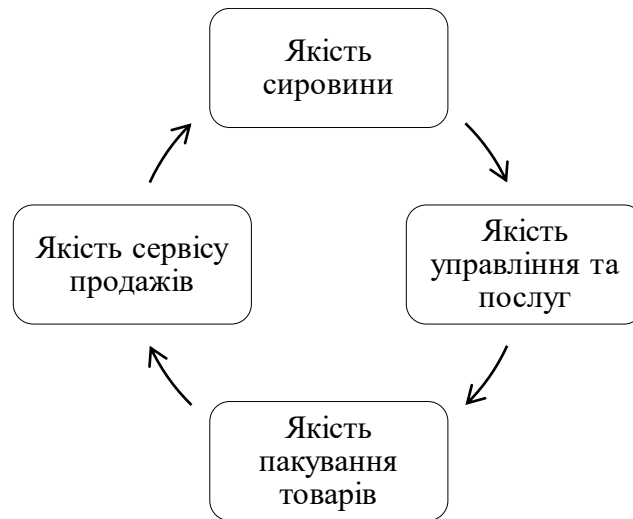 Якість
сировини
Якість сервісу
продажів
Якість
управління та
послуг
Якість
пакування
товарів